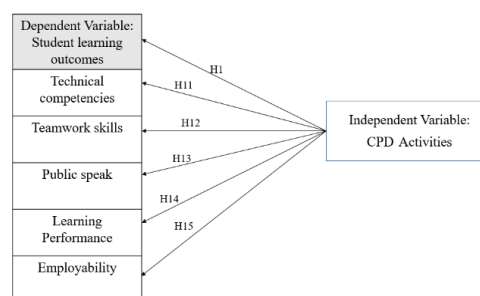 Dependent Variable:
Student learning
outcomes
Technical
competencies
Teamwork skills
Public speak
Learning
Performance
Employability
H1
H11
H12
H13
H14
H15
Independent Variable:
CPD Activities